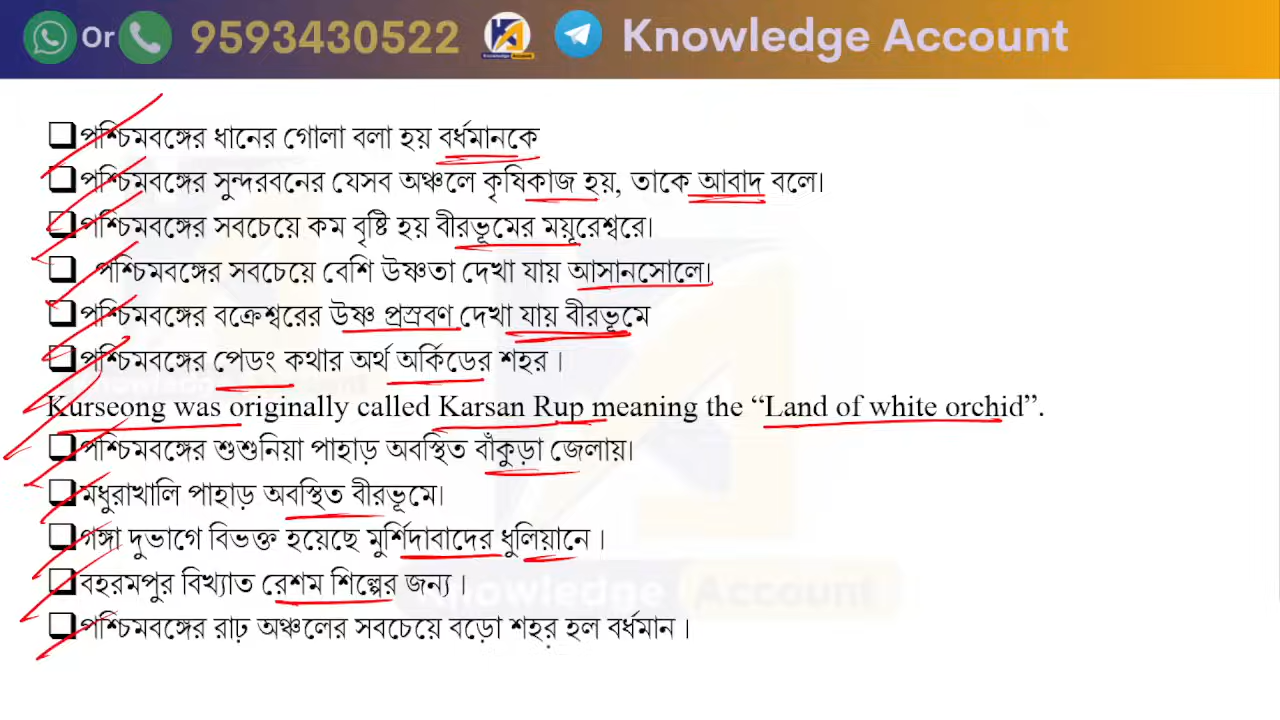 Or 9593430522 Knowledge Account
পশ্চিমবঙ্গের ধানের গোলা বলা হয় বর্ধমানকে
পশ্চিমবঙ্গের সুন্দরবনের যেসব অঞ্চলে কৃষিকাজ হয়, তাকে আবাদ বলে।
পশ্চিমবঙ্গের সবচেয়ে কম বৃষ্টি হয় বীরভূমের ময়ূরেশ্বরে।
পশ্চিমবঙ্গের সবচেয়ে বেশি উষ্ণতা দেখা যায় আসানসোলে।
পশ্চিমবঙ্গের বক্রেশ্বরের উষ্ণ প্রস্রবণ দেখা যায় বীরভূমে
পশ্চিমবঙ্গের পেডং কথার অর্থ অর্কিডের শহর।
Kurseong was originally called Karsan Rup meaning the “Land of white orchid”.
পশ্চিমবঙ্গের শুশুনিয়া পাহাড় অবস্থিত বাঁকুড়া জেলায়।
মধুরাখালি পাহাড় অবস্থিত বীরভূমে।
গঙ্গা দুভাগে বিভক্ত হয়েছে মুর্শিদাবাদের ধুলিয়ানে।
বহরমপুর বিখ্যাত রেশম শিল্পের জন্য।
পশ্চিমবঙ্গের রাঢ় অঞ্চলের সবচেয়ে বড়ো শহর হল বর্ধমান।
Knowledge Account